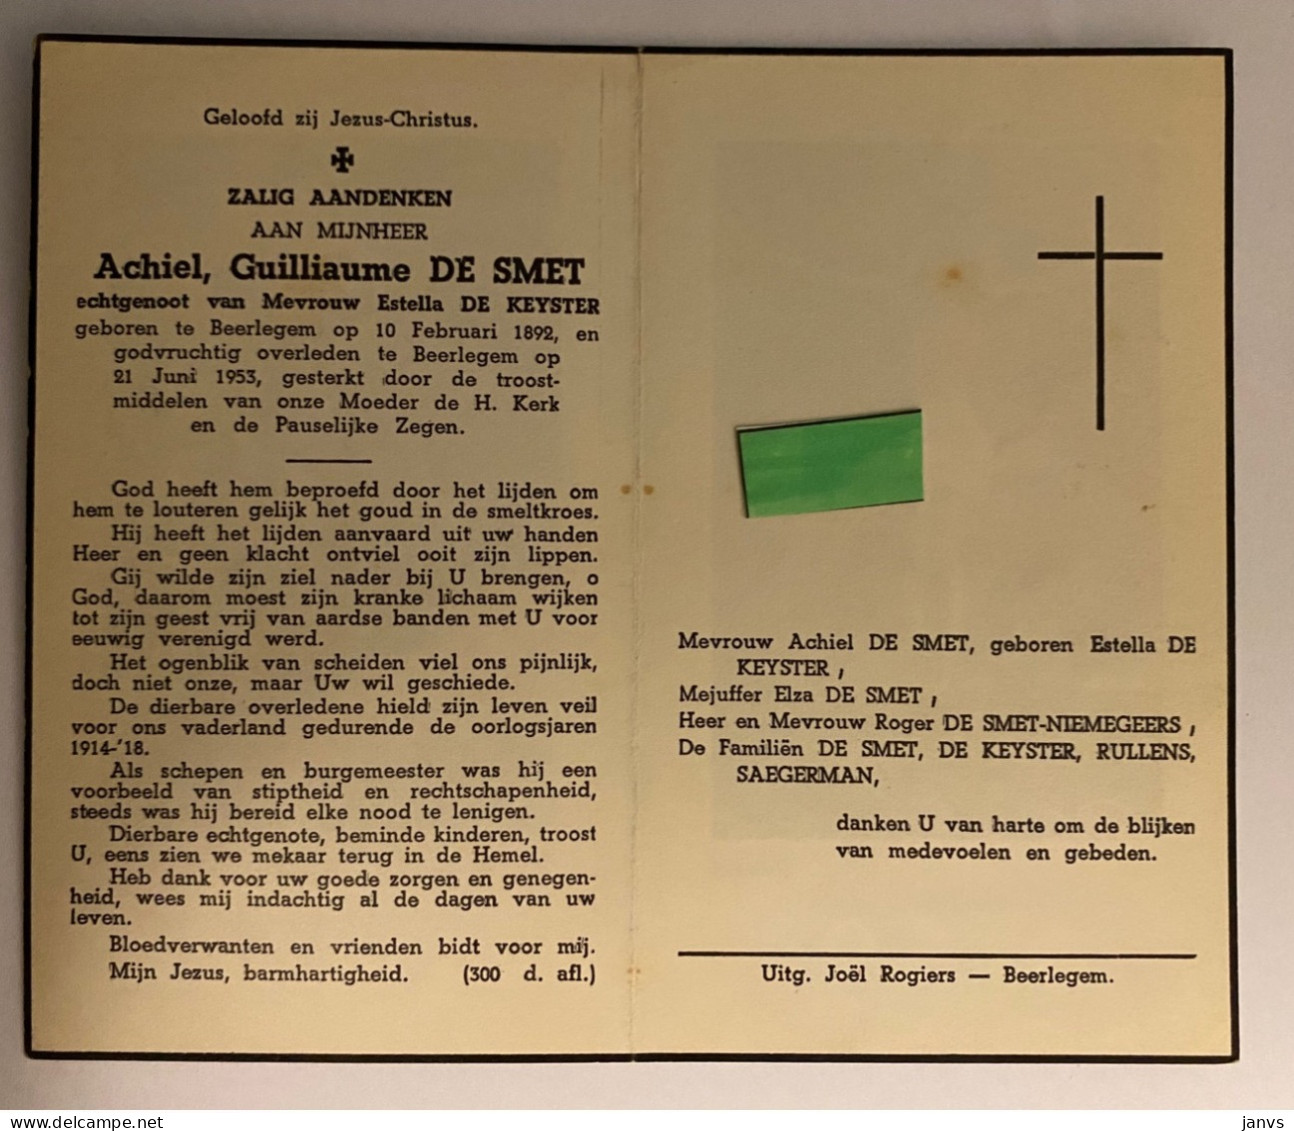 Geloofd zij Jezus-Christus.
ZALIG AANDENKEN
AAN MIJNHEER
Achiel, Guilliaume DE SMET
echtgenoot van Mevrouw Estella DE KEYSTER
geboren te Beerlegem op 10 Februari 1892, en
godvruchtig overleden te Beerlegem op
21 Juni 1953, gesterkt door de troost-
middelen van onze Moeder de H. Kerk
en de Pauselijke Zegen.
God heeft hem beproefd door het lijden om
hem te louteren gelijk het goud in de smeltkroes.
Hij heeft het lijden aanvaard uit uw handen
Heer en geen klacht ontviel ooit zijn lippen.
Gij wilde zijn ziel nader bij U brengen, o
God, daarom moest zijn kranke lichaam wijken
tot zijn geest vrij van aardse banden met U voor
eeuwig verenigd werd.
Het ogenblik van scheiden viel ons pijnlijk,
doch niet onze, maar Uw wil geschiede.
De dierbare overledene hield zijn leven veil
voor ons vaderland gedurende de oorlogsjaren
1914-'18.
Als schepen en burgemeester was hij een
voorbeeld van stiptheid en rechtschapenheid,
steeds was hij bereid elke nood te lenigen.
Dierbare echtgenote, beminde kinderen, troost
U, eens zien we mekaar terug in de Hemel.
Heb dank voor uw goede zorgen en genegen-
heid, wees mij indachtig al de dagen van uw
leven.
Bloedverwanten en vrienden bidt voor mij.
Mijn Jezus, barmhartigheid. (300 d. afl.)
Mevrouw Achiel DE SMET, geboren Estella DE
KEYSTER ,
Mejuffer Elza DE SMET ,
Heer en Mevrouw Roger DE SMET-NIEMEGEERS ,
De Familiën DE SMET, DE KEYSTER, RULLENS,
SAEGERMAN,
danken U van harte om de blijken
van medevoelen en gebeden.
Uitg. Joël Rogiers — Beerlegem.
www.delcampe.net
janvs